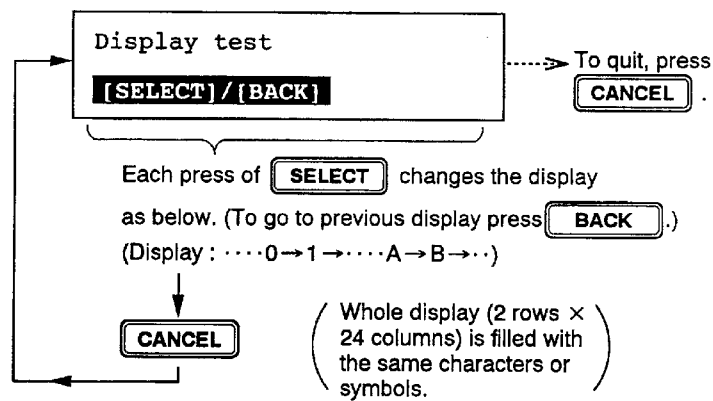 Display test
[SELECT]/[BACK]
To quit, press
CANCEL .
Each press of SELECT changes the display
as below. (To go to previous display press BACK .)
(Display : ····0→1→····A→B→··)
CANCEL
(Whole display (2 rows ×
24 columns) is filled with
the same characters or
symbols.)